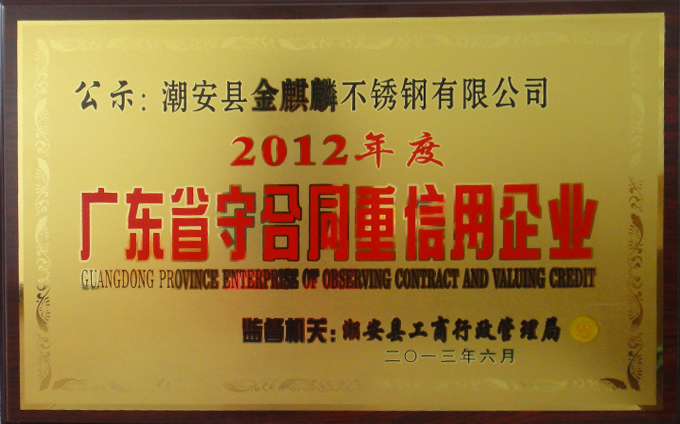 公示：潮安县金麒麟不锈钢有限公司
2012年度
广东省守合同重信用企业
GUANGDONG PROVINCE ENTERPRISE OF OBSERVING CONTRACT AND VALUING CREDIT
监督机关：潮安县工商行政管理局
二〇一三年六月